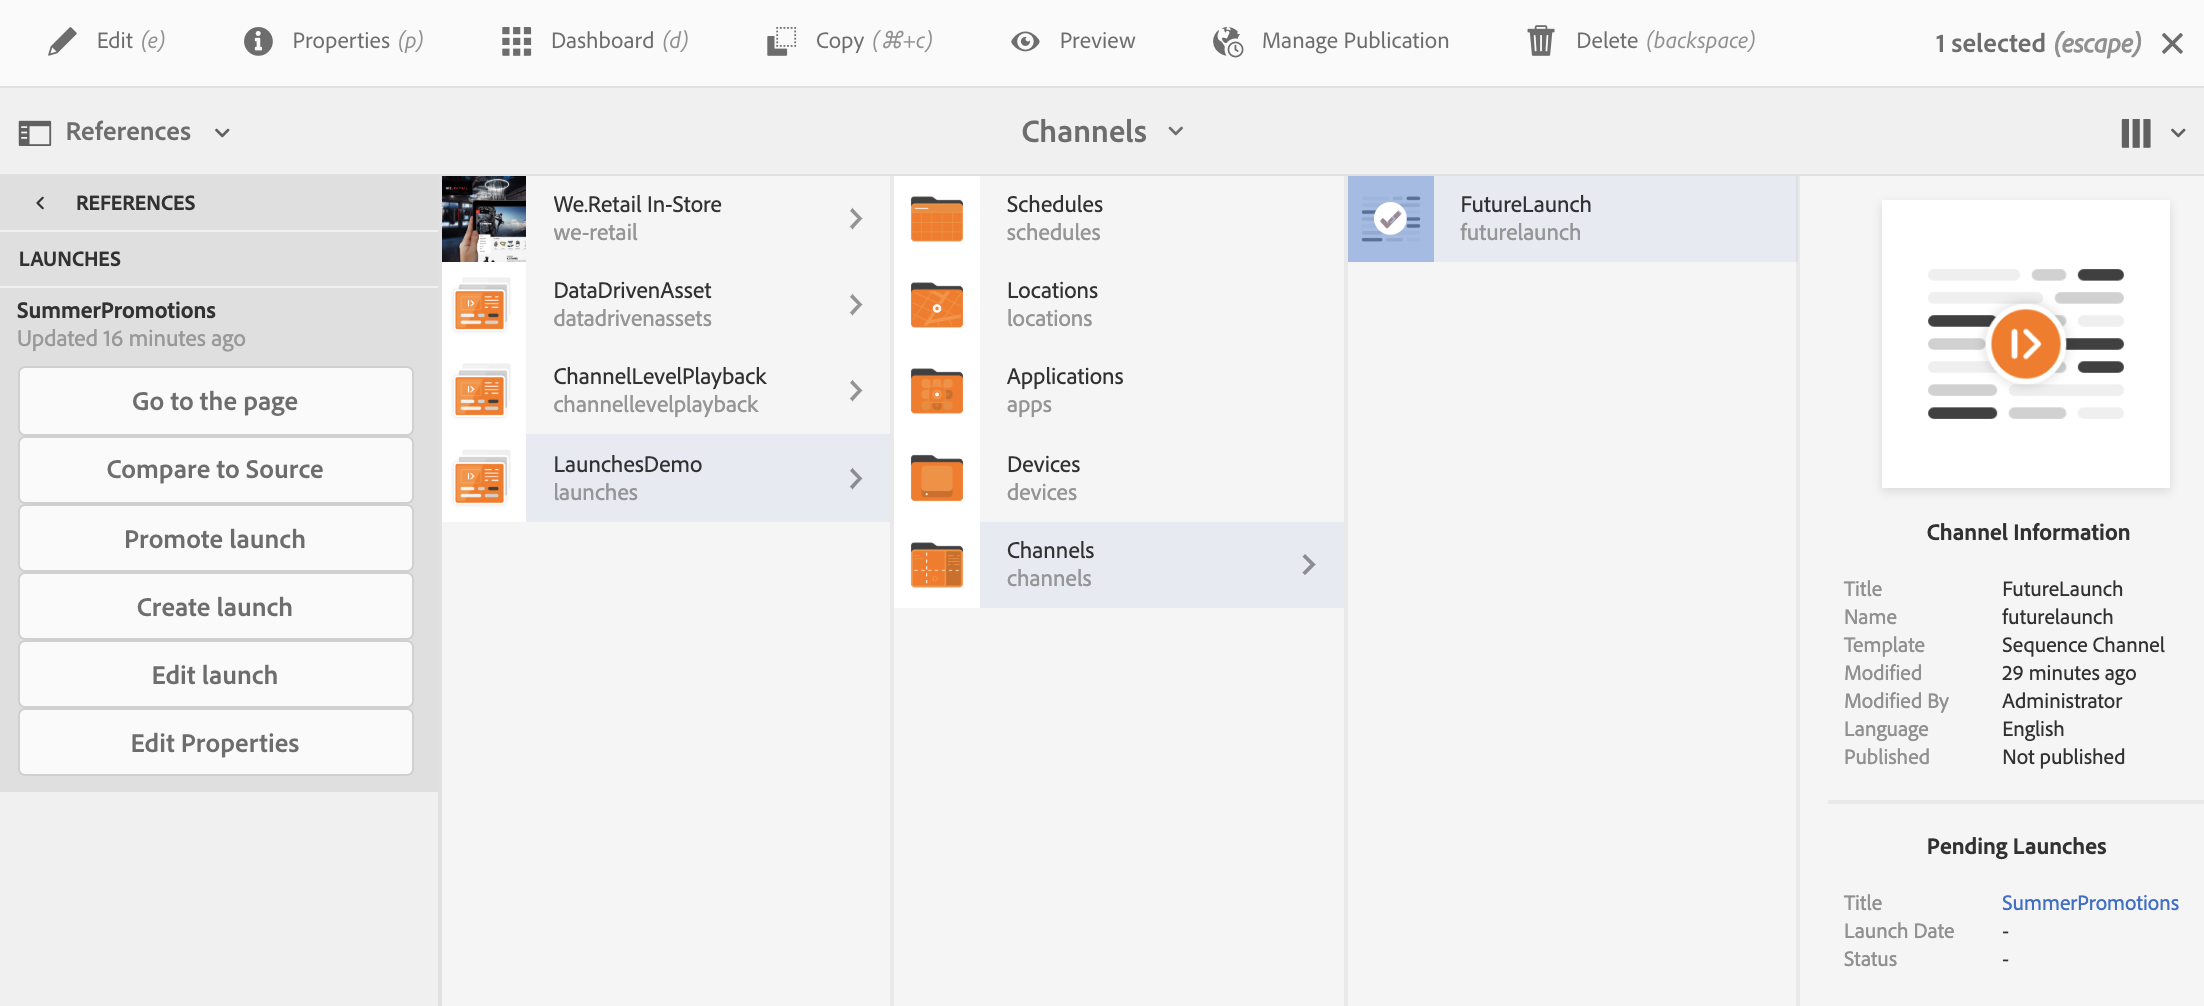 Edit (e)
Properties (p)
Dashboard (d)
Copy (⌘+c)
Preview
Manage Publication
Delete (backspace)
1 selected (escape)
References
Channels
REFERENCES
LAUNCHES
SummerPromotions
Updated 16 minutes ago
Go to the page
Compare to Source
Promote launch
Create launch
Edit launch
Edit Properties
We.Retail In-Store
we-retail
DataDrivenAsset
datadrivenassets
ChannelLevelPlayback
channellevelplayback
LaunchesDemo
launches
Schedules
schedules
Locations
locations
Applications
apps
Devices
devices
Channels
channels
FutureLaunch
futurelaunch
Channel Information
Title FutureLaunch
Name futurelaunch
Template Sequence Channel
Modified 29 minutes ago
Modified By Administrator
Language English
Published Not published
Pending Launches
Title SummerPromotions
Launch Date -
Status -